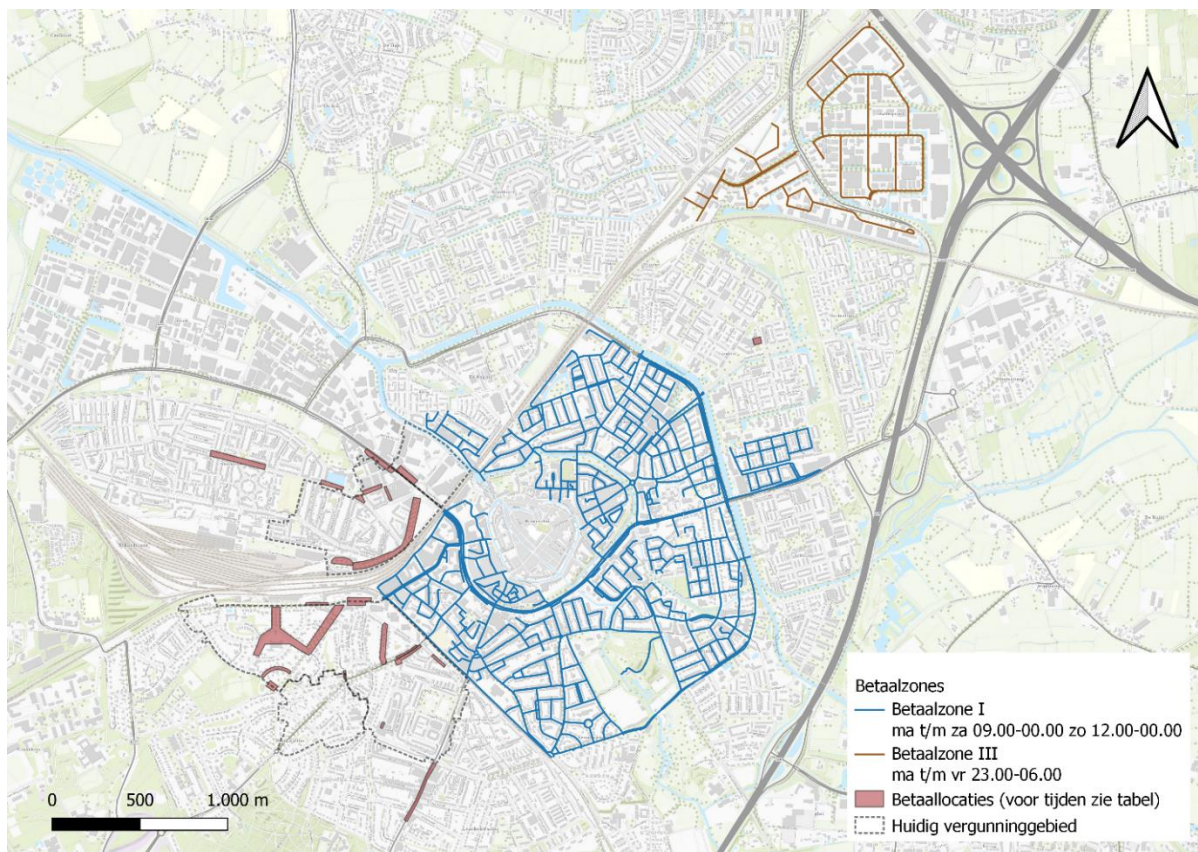 Betaalzones
Betaalzone I
ma t/m za 09.00-00.00 zo 12.00-00.00
Betaalzone III
ma t/m vr 23.00-06.00
Betaallocaties (voor tijden zie tabel)
Huidig vergunninggebied
0 500 1.000 m